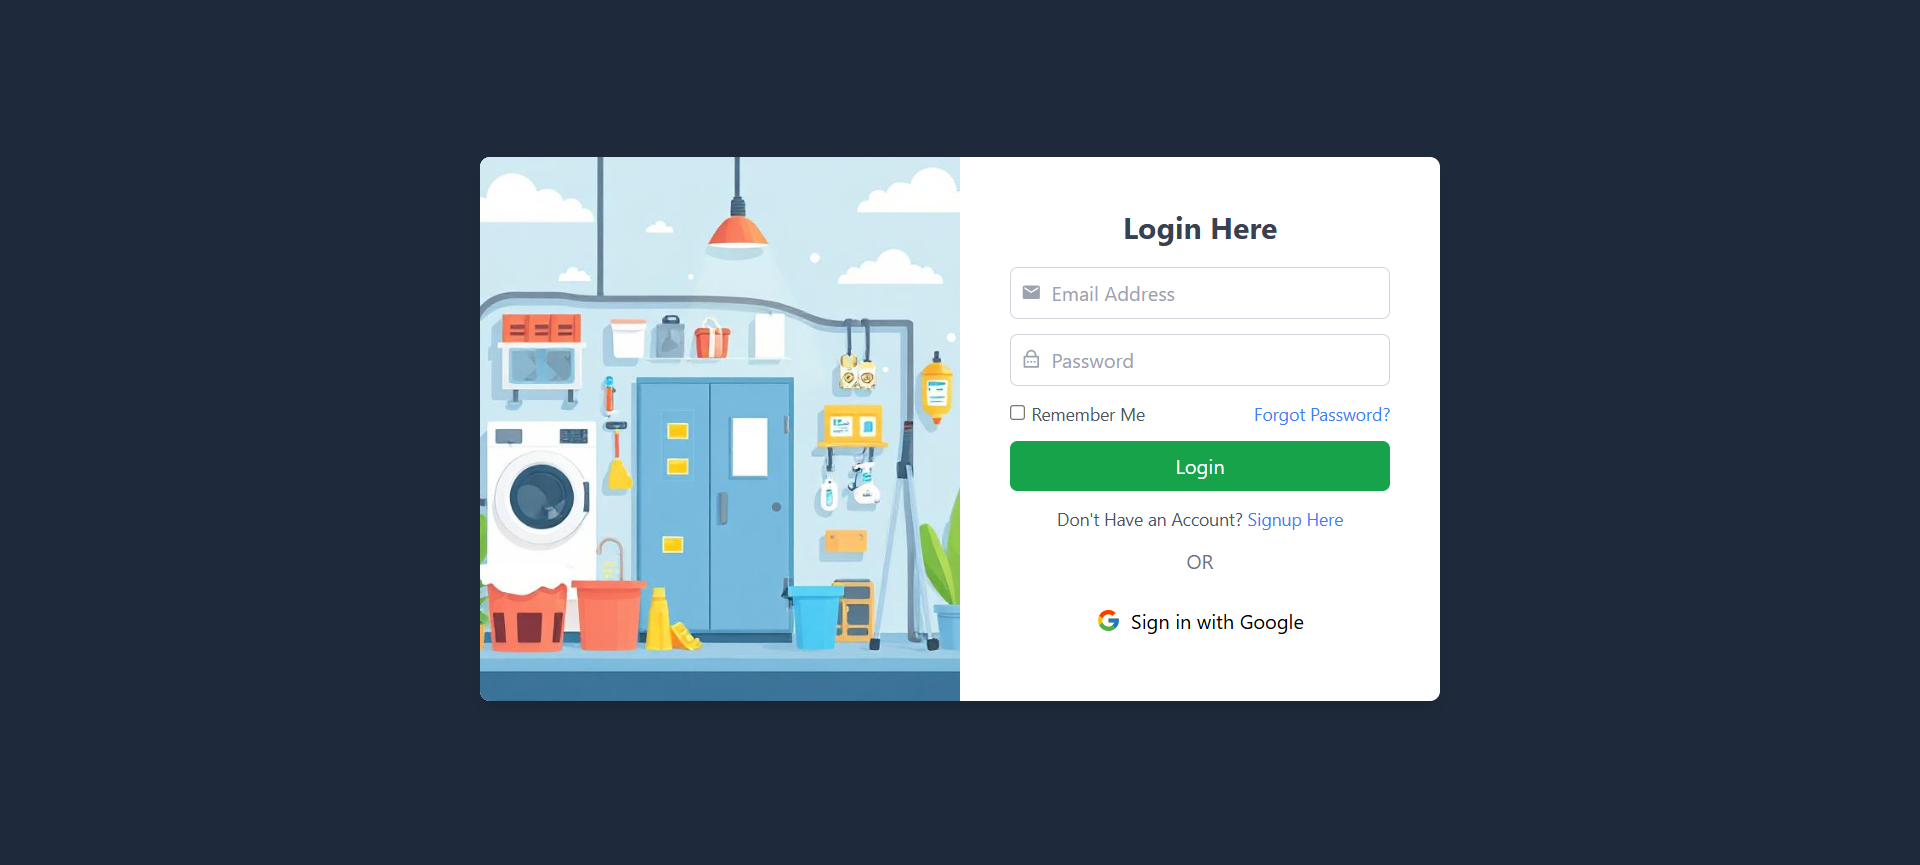 Login Here
Email Address
Password
Remember Me Forgot Password?
Login
Don't Have an Account? Signup Here
OR
Sign in with Google